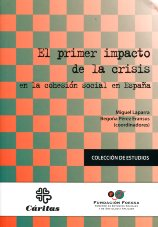 El primer impacto
de la crisis
en la cohesión social en España
Miguel Laparra
Begoña Pérez Eransus
(coordinadores)
COLECCIÓN DE ESTUDIOS
Cáritas
FUNDACIÓN FOESSA